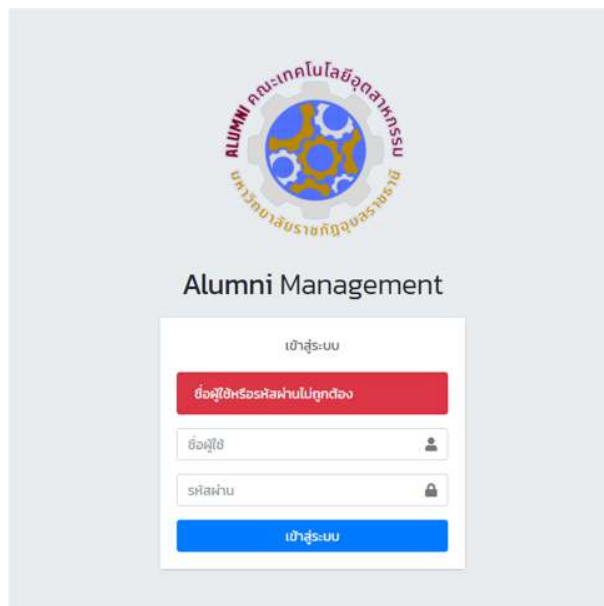 ALUMNI คณะเทคโนโลยีอุตสาหกรรม
มหาวิทยาลัยราชภัฏอุบลราชธานี
Alumni Management
เข้าสู่ระบบ
ชื่อผู้ใช้หรือรหัสผ่านไม่ถูกต้อง
ชื่อผู้ใช้
รหัสผ่าน
เข้าสู่ระบบ